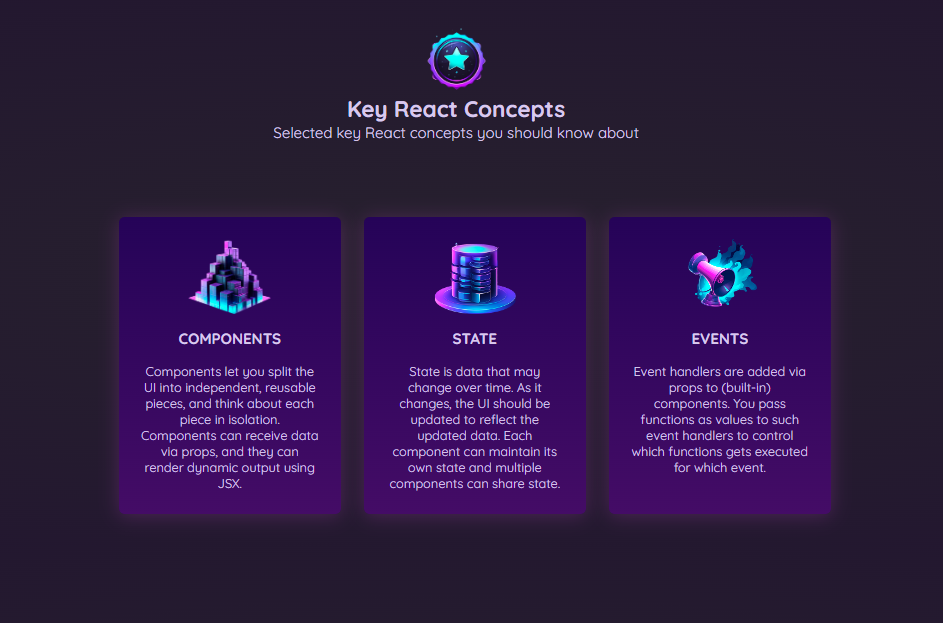 Key React Concepts
Selected key React concepts you should know about
COMPONENTS
Components let you split the
UI into independent, reusable
pieces, and think about each
piece in isolation.
Components can receive data
via props, and they can
render dynamic output using
JSX.
STATE
State is data that may
change over time. As it
changes, the UI should be
updated to reflect the
updated data. Each
component can maintain its
own state and multiple
components can share state.
EVENTS
Event handlers are added via
props to (built-in)
components. You pass
functions as values to such
event handlers to control
which functions gets executed
for which event.